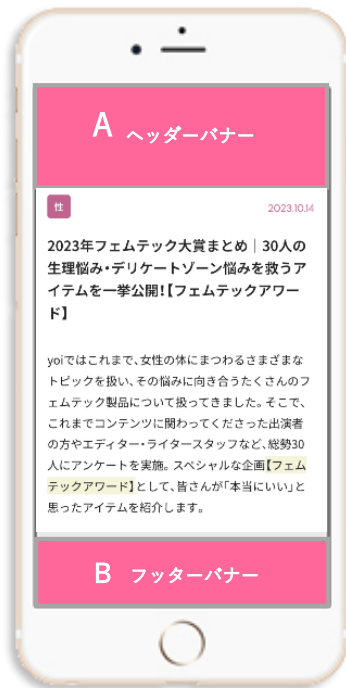 A ヘッダーバナー
性
2023.10.14
2023年フェムテック大賞まとめ｜30人の
生理悩み・デリケートゾーン悩みを救うア
イテムを一挙公開！【フェムテックアワー
ド】
yoiではこれまで、女性の体にまつわるさまざまな
トピックを扱い、その悩みに向き合うたくさんのフ
ェムテック製品について扱ってきました。そこで、
これまでコンテンツに関わってくださった出演者
の方やエディター・ライタースタッフなど、総勢30
人にアンケートを実施。スペシャルな企画【フェム
テックアワード】として、皆さんが「本当にいい」と
思ったアイテムを紹介します。
B フッターバナー